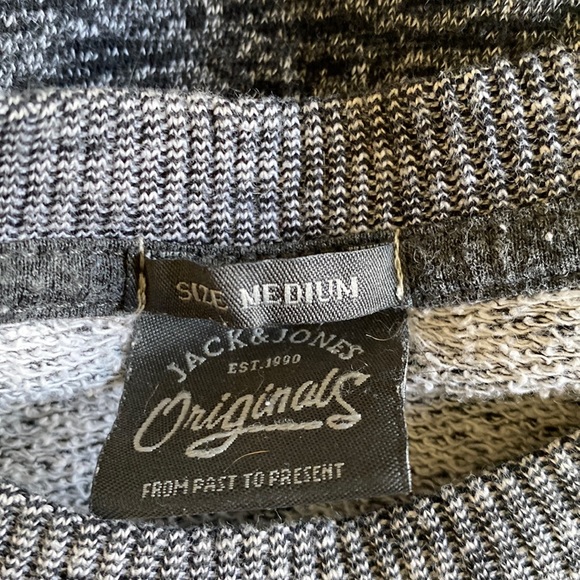 SIZE MEDIUM
JACK&JONES
EST.1990
Originals
FROM PAST TO PRESENT